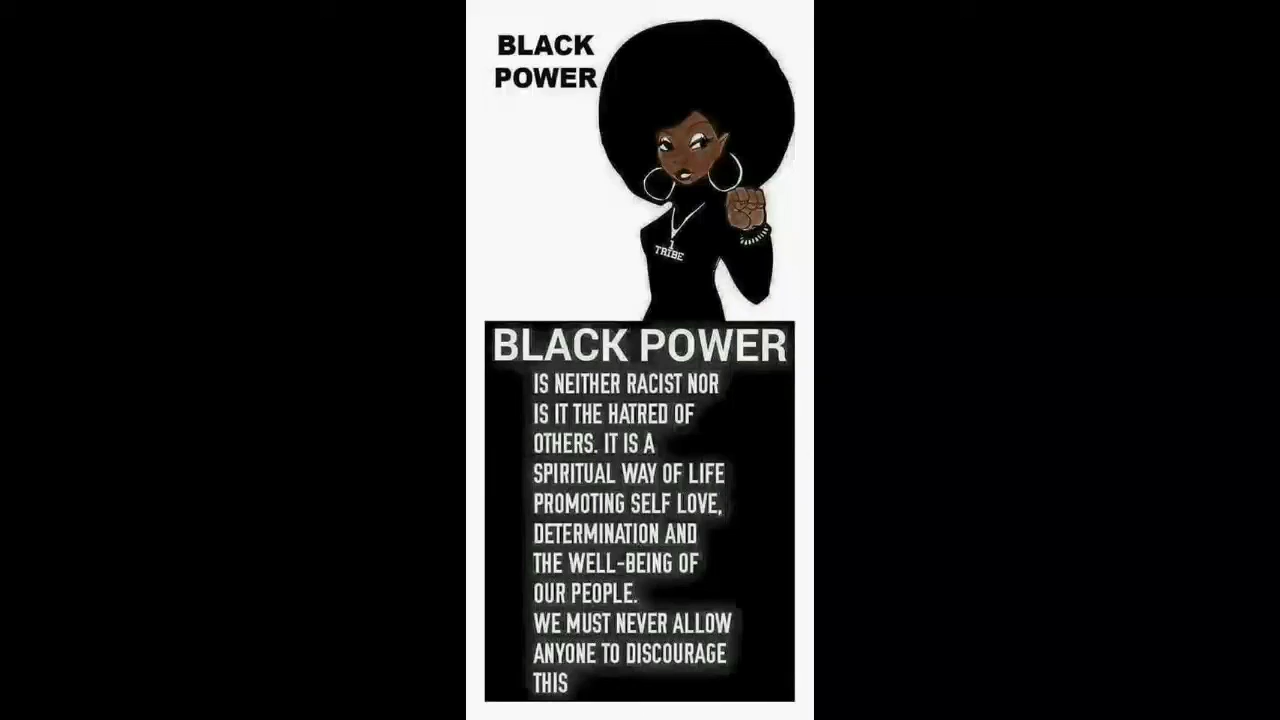 BLACK
POWER
1
TRIBE
BLACK POWER
IS NEITHER RACIST NOR
IS IT THE HATRED OF
OTHERS. IT IS A
SPIRITUAL WAY OF LIFE
PROMOTING SELF LOVE,
DETERMINATION AND
THE WELL-BEING OF
OUR PEOPLE.
WE MUST NEVER ALLOW
ANYONE TO DISCOURAGE
THIS